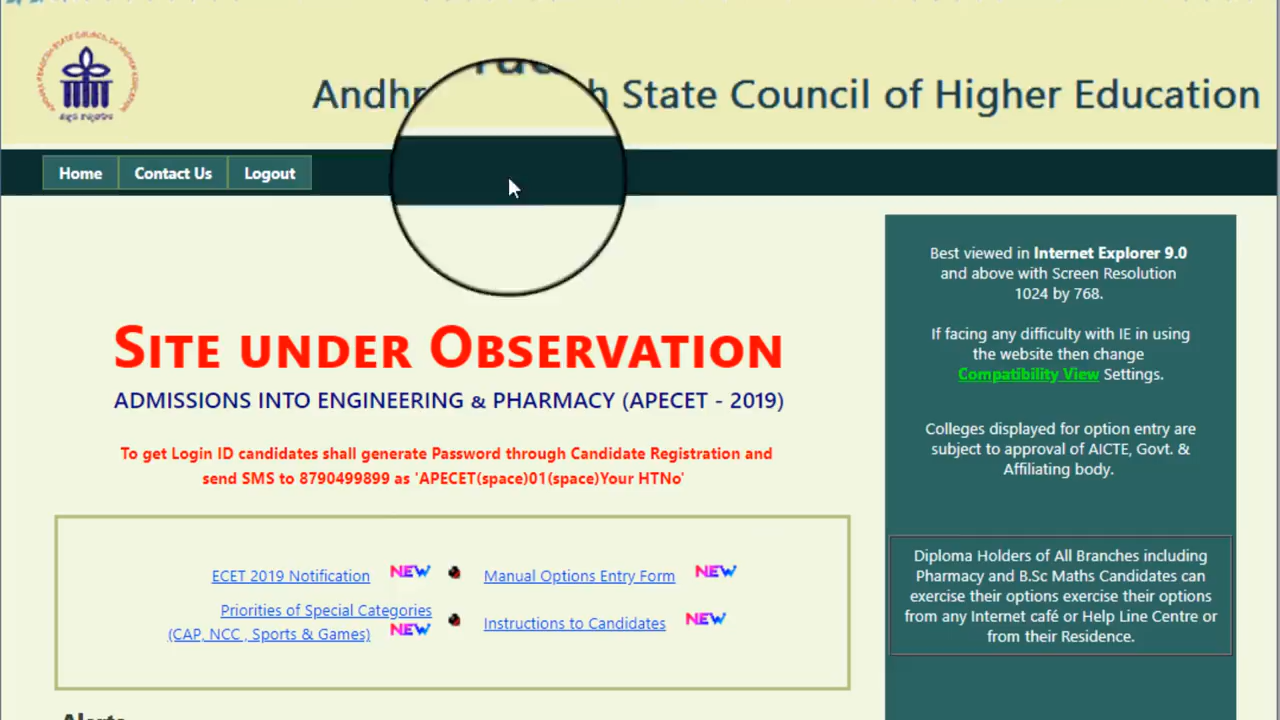 State Council of Higher Education
Home
Contact Us
Logout
Best viewed in Internet Explorer 9.0
and above with Screen Resolution
1024 by 768.
If facing any difficulty with IE in using
the website then change
Compatibility View Settings.
Colleges displayed for option entry are
subject to approval of AICTE, Govt. &
Affiliating body.
Diploma Holders of All Branches including
Pharmacy and B.Sc Maths Candidates can
exercise their options exercise their options
from any Internet café or Help Line Centre or
from their Residence.
SITE UNDER OBSERVATION
ADMISSIONS INTO ENGINEERING & PHARMACY (APECET - 2019)
To get Login ID candidates shall generate Password through Candidate Registration and
send SMS to 8790499899 as 'APECET(space)01(space)Your HTNo'
ECET 2019 Notification NEW
Manual Options Entry Form NEW
Priorities of Special Categories
(CAP, NCC , Sports & Games) NEW
Instructions to Candidates NEW